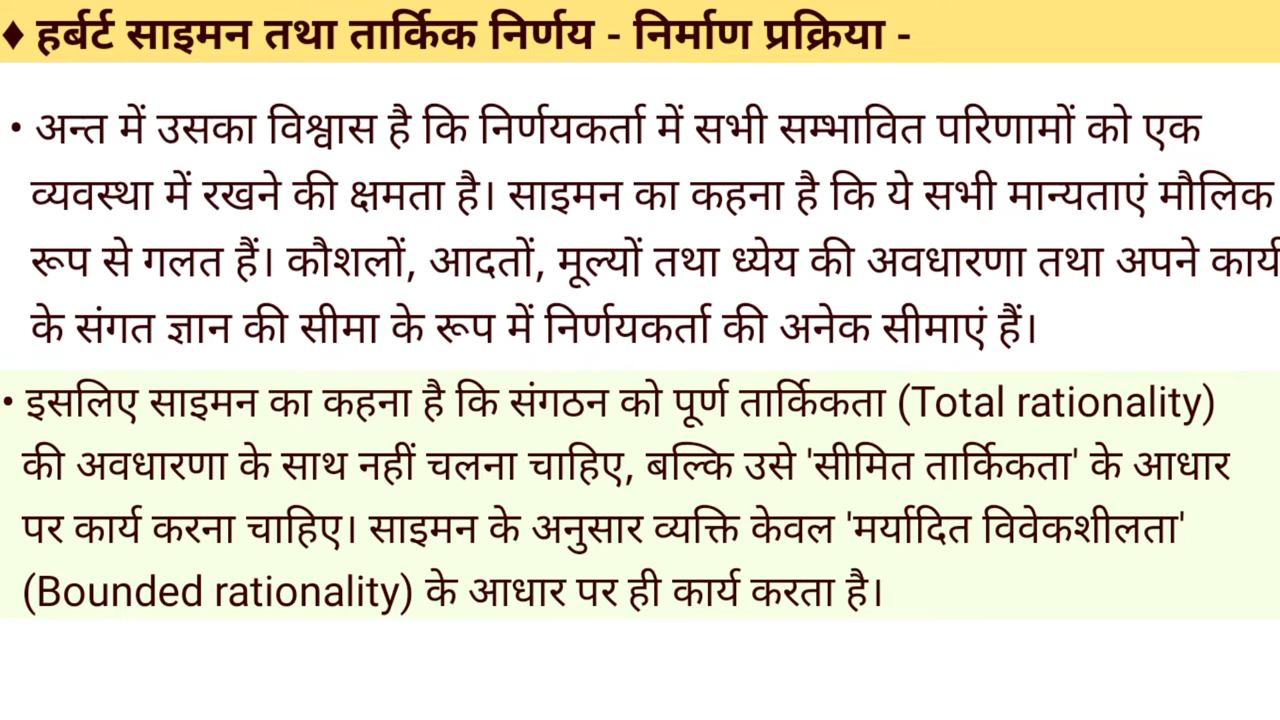 ♦ हर्बर्ट साइमन तथा तार्किक निर्णय - निर्माण प्रक्रिया -
• अन्त में उसका विश्वास है कि निर्णयकर्ता में सभी सम्भावित परिणामों को एक
व्यवस्था में रखने की क्षमता है। साइमन का कहना है कि ये सभी मान्यताएं मौलिक
रूप से गलत हैं। कौशलों, आदतों, मूल्यों तथा ध्येय की अवधारणा तथा अपने कार्य
के संगत ज्ञान की सीमा के रूप में निर्णयकर्ता की अनेक सीमाएं हैं।
• इसलिए साइमन का कहना है कि संगठन को पूर्ण तार्किकता (Total rationality)
की अवधारणा के साथ नहीं चलना चाहिए, बल्कि उसे 'सीमित तार्किकता' के आधार
पर कार्य करना चाहिए। साइमन के अनुसार व्यक्ति केवल 'मर्यादित विवेकशीलता'
(Bounded rationality) के आधार पर ही कार्य करता है।